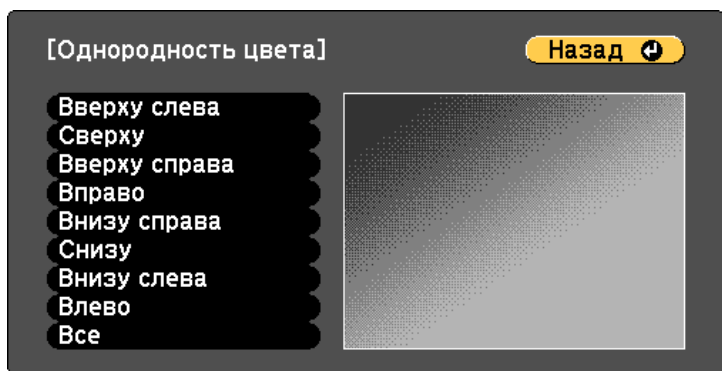 [Однородность цвета]
Назад
Вверху слева
Сверху
Вверху справа
Вправо
Внизу справа
Снизу
Внизу слева
Влево
Все